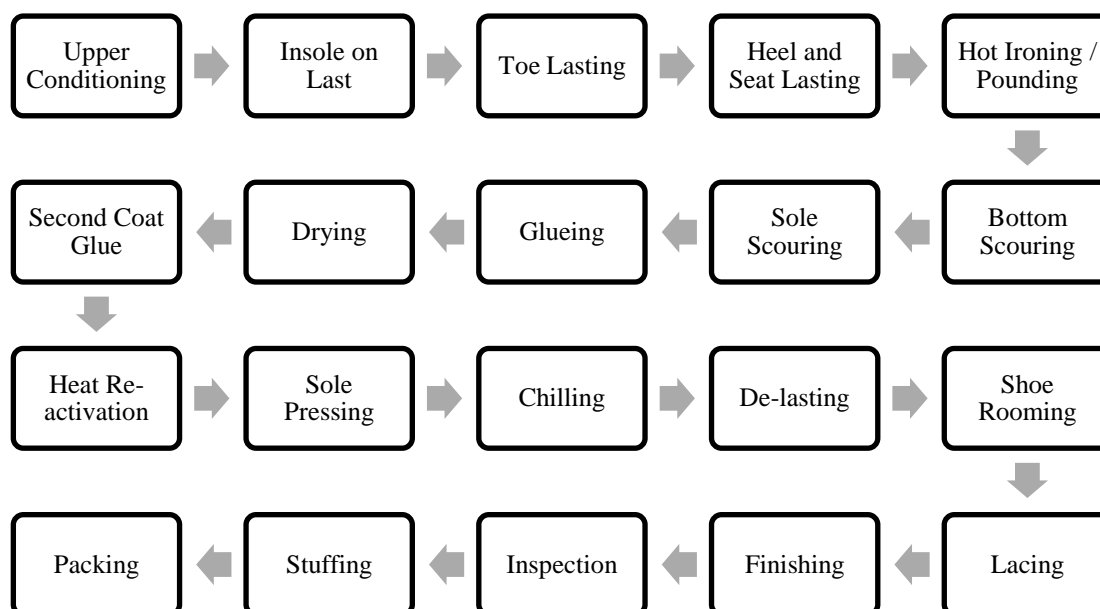 Upper
Conditioning
Insole on
Last
Toe Lasting
Heel and
Seat Lasting
Hot Ironing /
Pounding
Second Coat
Glue
Drying
Glueing
Sole
Scouring
Bottom
Scouring
Heat Re-
activation
Sole
Pressing
Chilling
De-lasting
Shoe
Rooming
Packing
Stuffing
Inspection
Finishing
Lacing